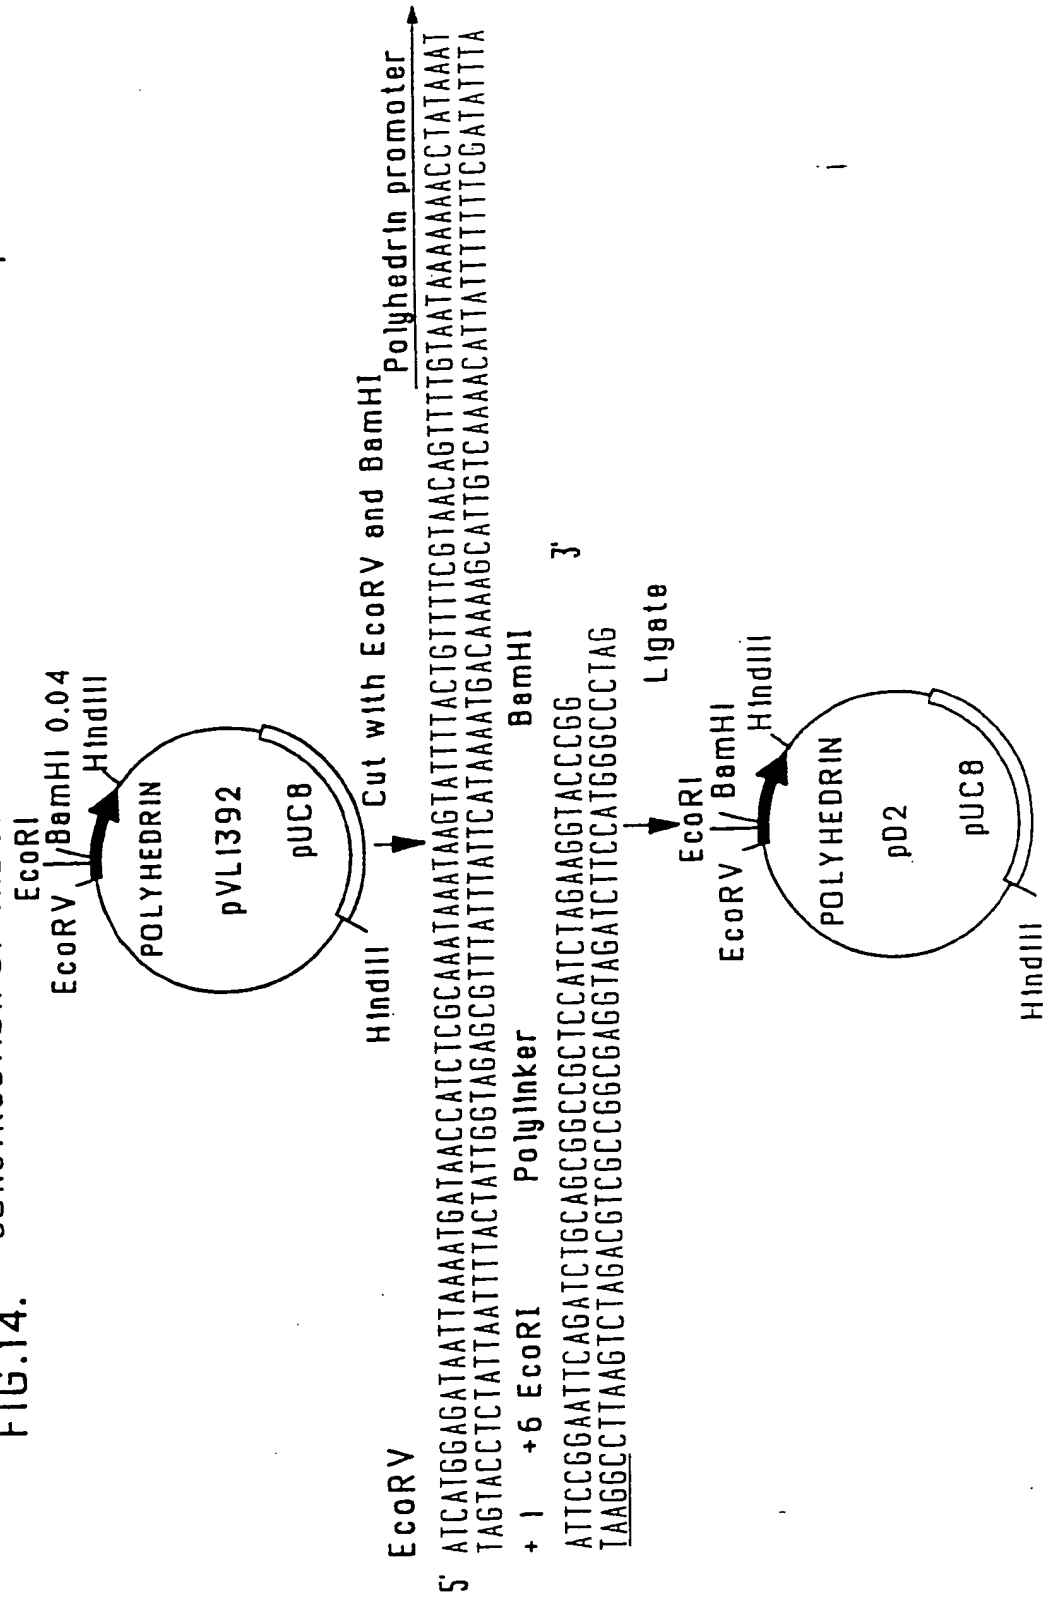 FIG.14.
EcoRI
EcoRV BamHI 0.04
HindIII
POLYHEDRIN
pVL1392
pUC8
HindIII
Cut with EcoRV and BamHI
EcoRV
Polyhedrin promoter
5' ATCATGGAGATAATTAAAATGATAACCATCTCGCAAATAAATAAGTATTTTACTGTTTTCGTAACAGTTTTGTAATAAAAAAACCTATAAAT
TAGTACCTCTATTAATTTTACTATTGGTAGAGCGTTTATTTATTCATAAAATGACAAAAGCATTGTCAAAACATTATTTTTTCGATATTTA
+1 +6 EcoRI Polylinker BamHI
ATTCCGGAATTCAGATCTGCAGCGGCCGCTCCATCTAGAAGGTACCCGG 3'
TAAGGCCTTAAGTCTAGACGTCGCCGGCGAGGTAGATCTTCCATGGGCCCTAG
Ligate
EcoRI
EcoRV BamHI
HindIII
POLYHEDRIN
pD2
pUC8
HindIII